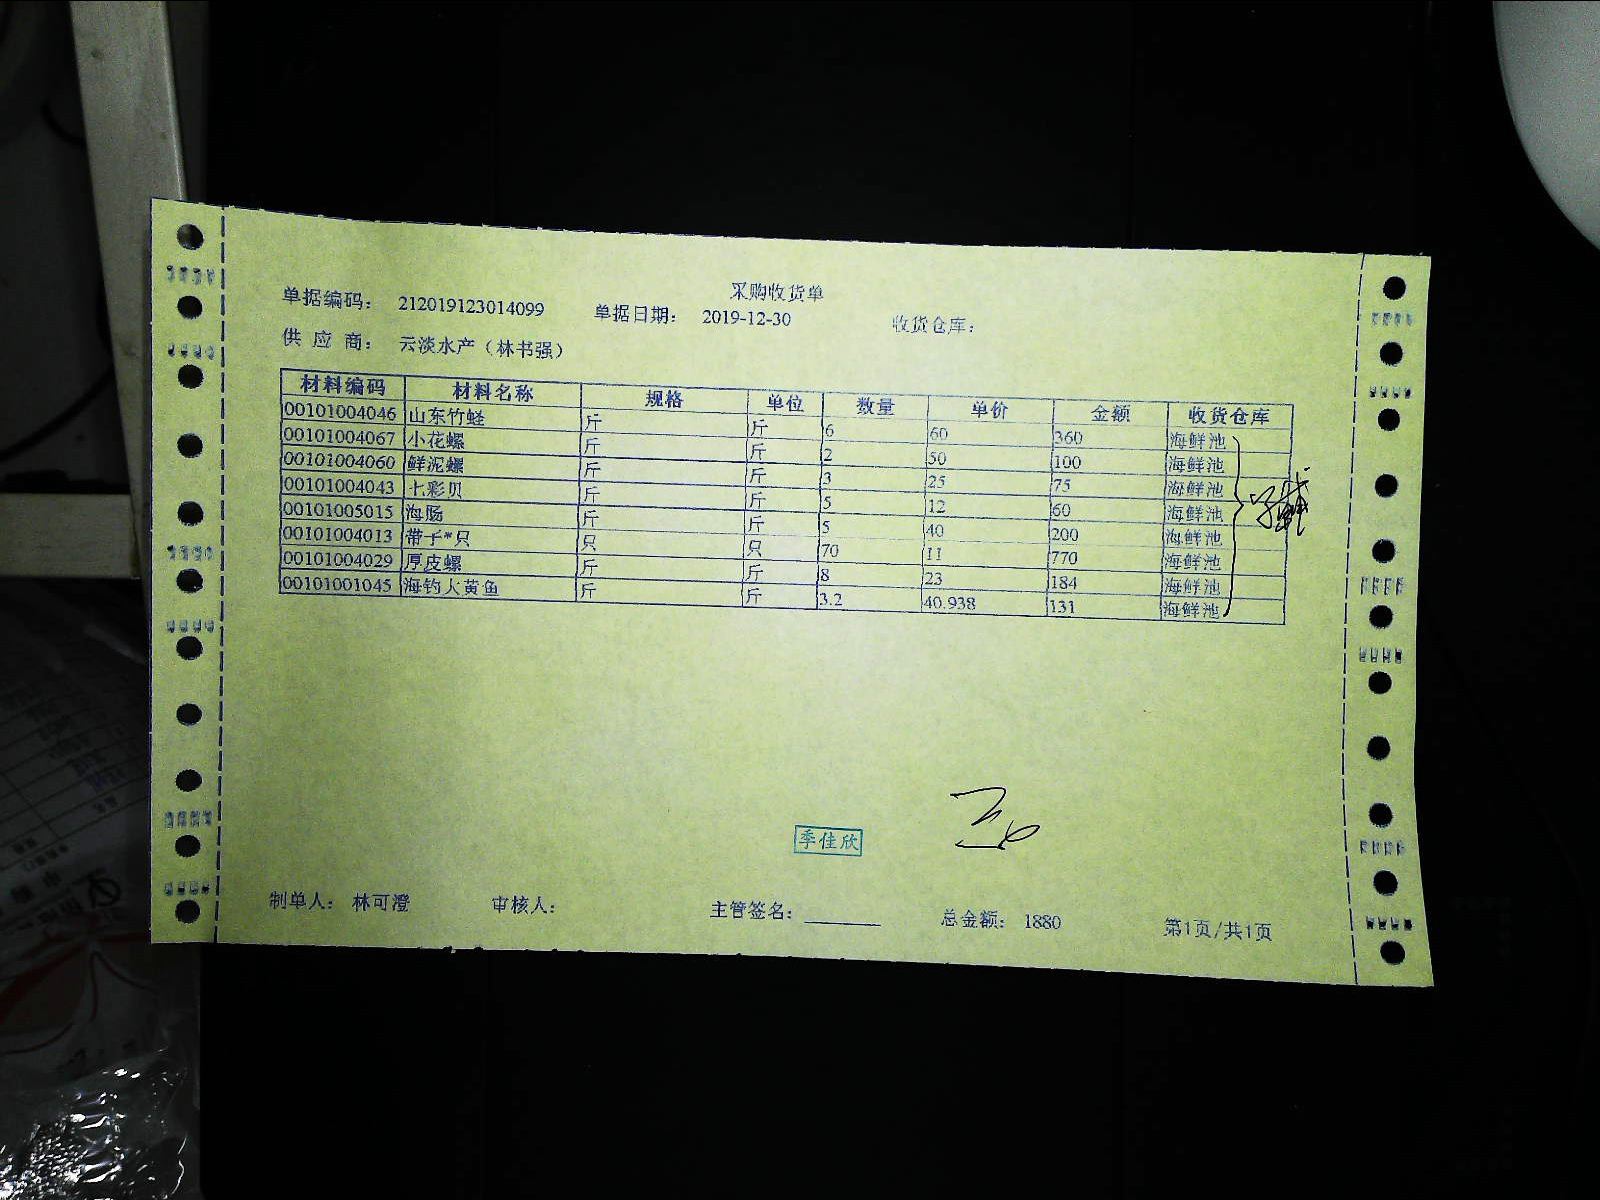 采购收货单
单据编码： 212019123014099 单据日期： 2019-12-30 收货仓库：
供 应 商： 云淡水产（林书强）
材料编码 材料名称 规格 单位 数量 单价 金额 收货仓库
00101004046 山东竹蛏 斤 斤 6 60 360 海鲜池
00101004067 小花螺 斤 斤 2 50 100 海鲜池
00101004060 鲜泥螺 斤 斤 3 25 75 海鲜池
00101004043 七彩贝 斤 斤 5 12 60 海鲜池
00101005015 海肠 斤 斤 5 40 200 海鲜池
00101004013 带子*只 只 只 70 11 770 海鲜池
00101004029 厚皮螺 斤 斤 8 23 184 海鲜池
00101001045 海钓大黄鱼 斤 斤 3.2 40.938 131 海鲜池
季佳欣
制单人： 林可澄 审核人： 主管签名： 总金额： 1880 第1页/共1页